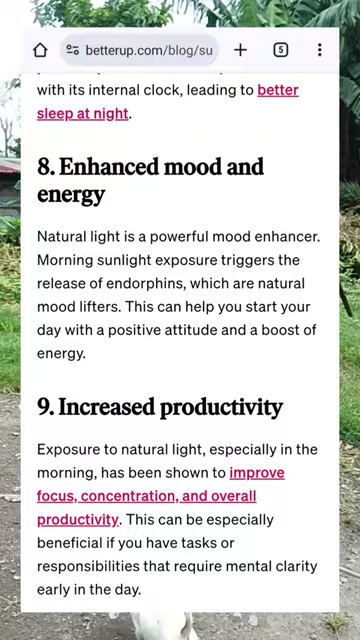 betterup.com/blog/su
5
with its internal clock, leading to better
sleep at night.
8. Enhanced mood and
energy
Natural light is a powerful mood enhancer.
Morning sunlight exposure triggers the
release of endorphins, which are natural
mood lifters. This can help you start your
day with a positive attitude and a boost of
energy.
9. Increased productivity
Exposure to natural light, especially in the
morning, has been shown to improve
focus, concentration, and overall
productivity. This can be especially
beneficial if you have tasks or
responsibilities that require mental clarity
early in the day.